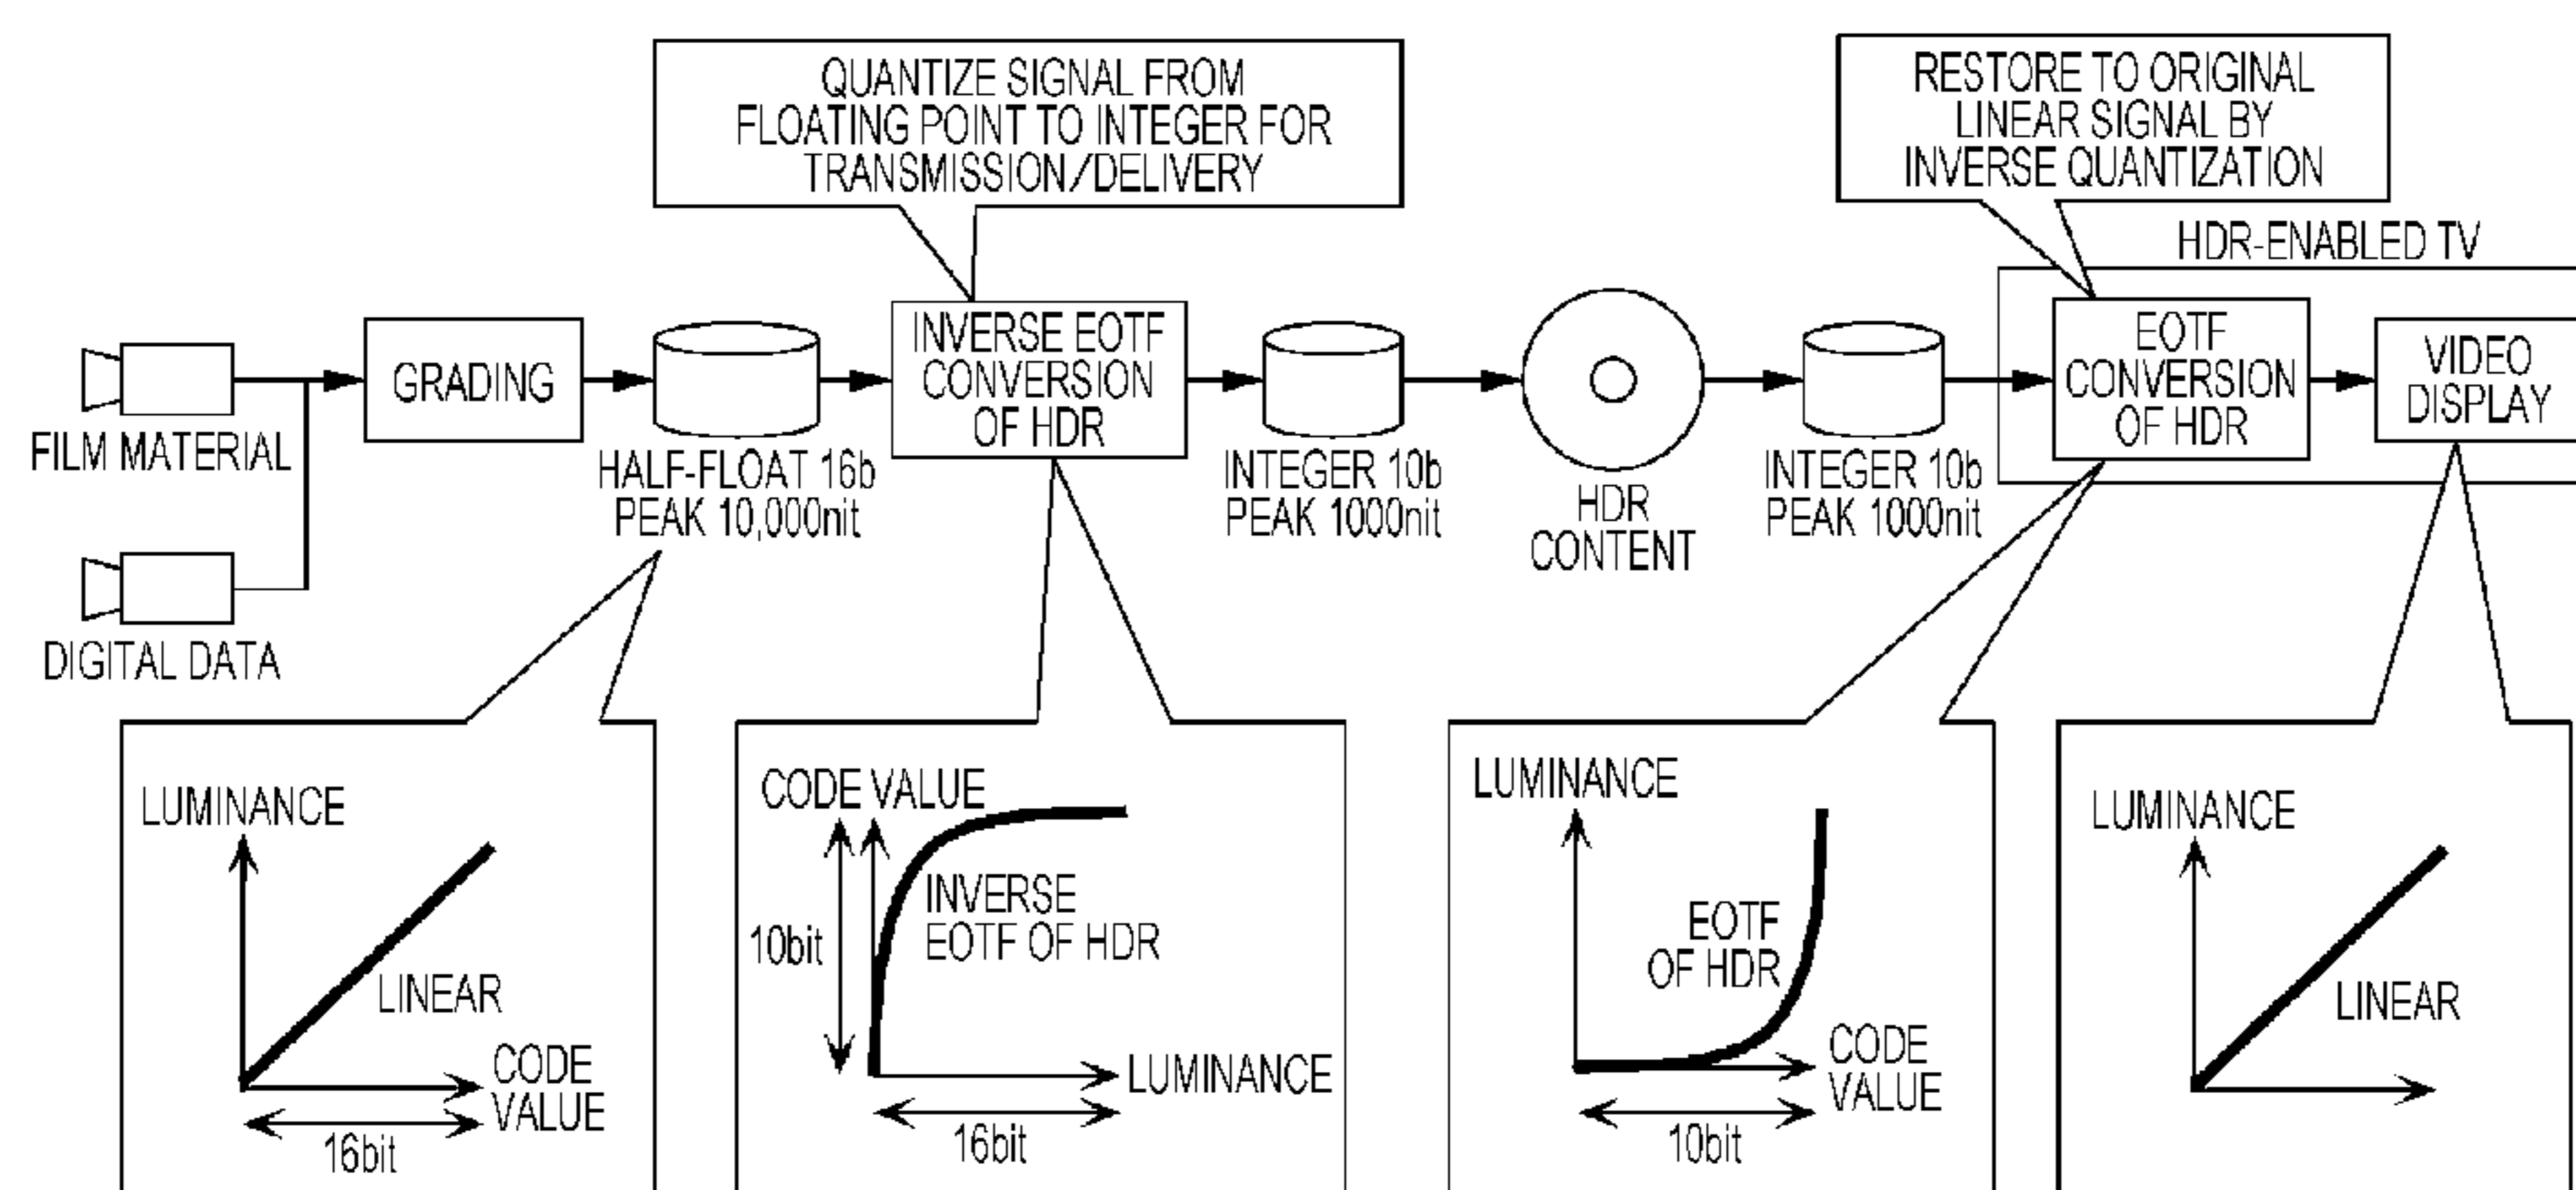 QUANTIZE SIGNAL FROM
FLOATING POINT TO INTEGER FOR
TRANSMISSION/DELIVERY
RESTORE TO ORIGINAL
LINEAR SIGNAL BY
INVERSE QUANTIZATION
HDR-ENABLED TV
FILM MATERIAL
DIGITAL DATA
GRADING
HALF-FLOAT 16b
PEAK 10,000nit
INVERSE EOTF
CONVERSION
OF HDR
INTEGER 10b
PEAK 1000nit
HDR
CONTENT
INTEGER 10b
PEAK 1000nit
EOTF
CONVERSION
OF HDR
VIDEO
DISPLAY
LUMINANCE
LINEAR
CODE
VALUE
16bit
CODE VALUE
10bit
INVERSE
EOTF OF HDR
LUMINANCE
16bit
LUMINANCE
EOTF
OF HDR
CODE
VALUE
10bit
LUMINANCE
LINEAR